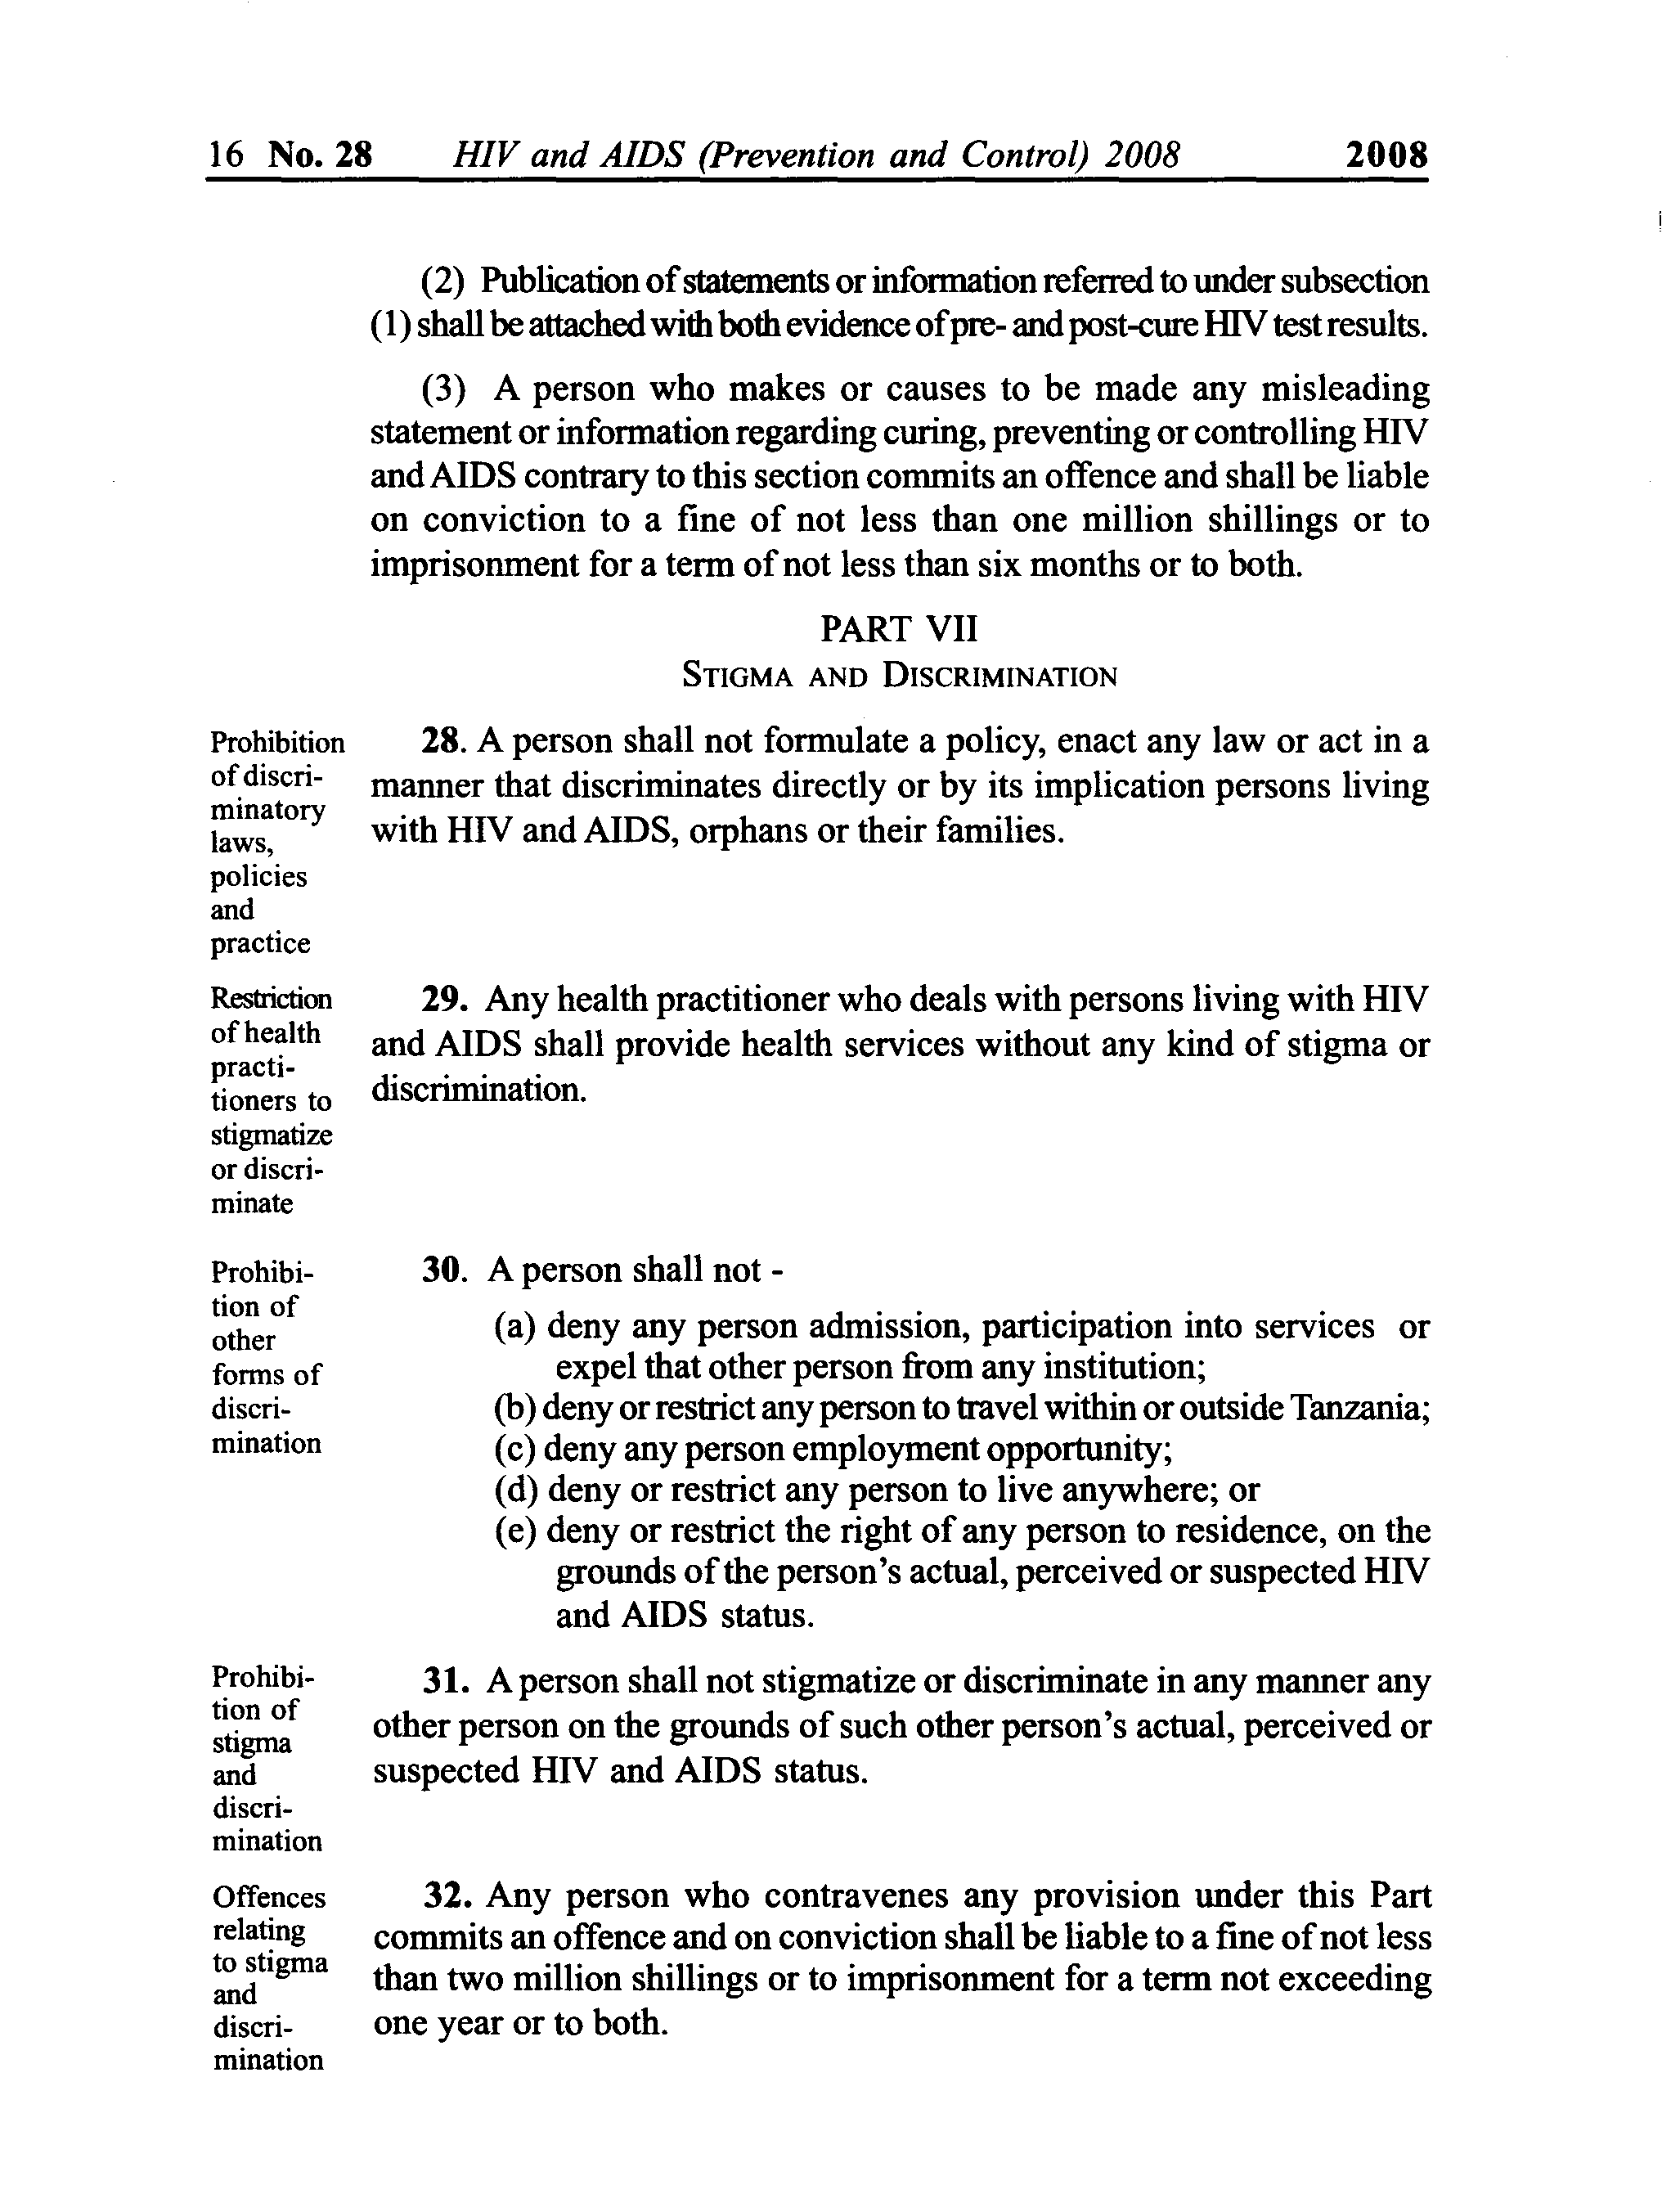 16 No. 28 HIV and AIDS (Prevention and Control) 2008 2008
(2) Publication of statements or information referred to under subsection
(1) shall be attached with both evidence of pre- and post-cure HIV test results.
(3) A person who makes or causes to be made any misleading
statement or information regarding curing, preventing or controlling HIV
and AIDS contrary to this section commits an offence and shall be liable
on conviction to a fine of not less than one million shillings or to
imprisonment for a term of not less than six months or to both.
PART VII
STIGMA AND DISCRIMINATION
Prohibition
of discri-
minatory
laws,
policies
and
practice
28. A person shall not formulate a policy, enact any law or act in a
manner that discriminates directly or by its implication persons living
with HIV and AIDS, orphans or their families.
Restriction
of health
practi-
tioners to
stigmatize
or discri-
minate
29. Any health practitioner who deals with persons living with HIV
and AIDS shall provide health services without any kind of stigma or
discrimination.
Prohibi-
tion of
other
forms of
discri-
mination
30. A person shall not -
(a) deny any person admission, participation into services or
expel that other person from any institution;
(b) deny or restrict any person to travel within or outside Tanzania;
(c) deny any person employment opportunity;
(d) deny or restrict any person to live anywhere; or
(e) deny or restrict the right of any person to residence, on the
grounds of the person's actual, perceived or suspected HIV
and AIDS status.
Prohibi-
tion of
stigma
and
discri-
mination
31. A person shall not stigmatize or discriminate in any manner any
other person on the grounds of such other person's actual, perceived or
suspected HIV and AIDS status.
Offences
relating
to stigma
and
discri-
mination
32. Any person who contravenes any provision under this Part
commits an offence and on conviction shall be liable to a fine of not less
than two million shillings or to imprisonment for a term not exceeding
one year or to both.